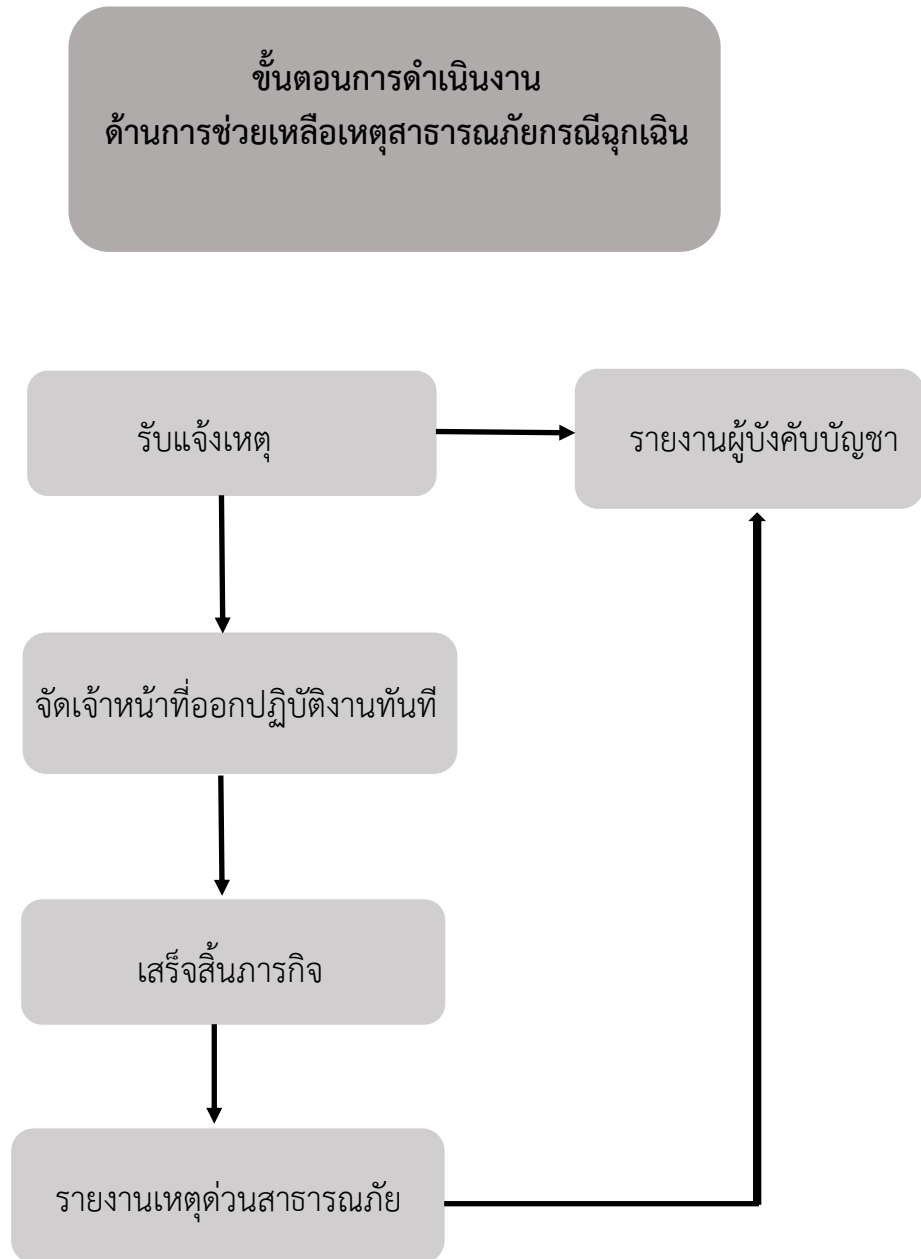 ขั้นตอนการดำเนินงาน
ด้านการช่วยเหลือเหตุสาธารณภัยกรณีฉุกเฉิน
รับแจ้งเหตุ
รายงานผู้บังคับบัญชา
จัดเจ้าหน้าที่ออกปฏิบัติงานทันที
เสร็จสิ้นภารกิจ
รายงานเหตุด่วนสาธารณภัย